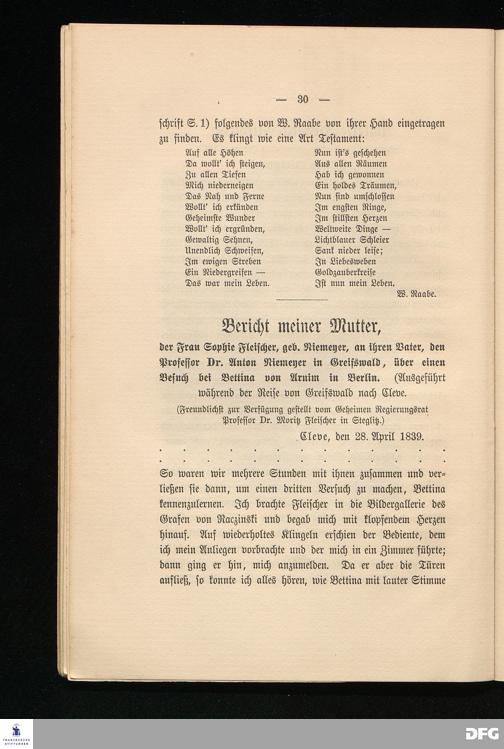 — 30 —
schrift S. 1) folgendes von W. Raabe von ihrer Hand eingetragen
zu finden. Es klingt wie eine Art Testament:
Auf alle Höhen
Da wollt' ich steigen,
Zu allen Tiefen
Mich niederneigen
Das Nah und Ferne
Wollt' ich erkünden
Geheimste Wunder
Wollt' ich ergründen,
Gewaltig Sehnen,
Unendlich Schweifen,
Im ewigen Streben
Ein Niedergreifen —
Das war mein Leben.
Nun ist's geschehen
Aus allen Räumen
Hab ich gewonnen
Ein holdes Träumen,
Nun sind umschlossen
Im engsten Ringe,
Im stillsten Herzen
Weltweite Dinge —
Lichtblauer Schleier
Sank nieder leise;
In Liebesweben
Goldzauberkreise
Ist nun mein Leben.
W. Raabe.
Bericht meiner Mutter,
der Frau Sophie Fleischer, geb. Niemeyer, an ihren Vater, den
Professor Dr. Anton Niemeyer in Greifswald, über einen
Besuch bei Bettina von Arnim in Berlin. (Ausgeführt
während der Reise von Greifswald nach Cleve.
(Freundlichst zur Verfügung gestellt vom Geheimen Regierungsrat
Professor Dr. Moritz Fleischer in Steglitz.)
Cleve, den 28. April 1839.
. . . . . . . . . . . . . .
. . . . . . . . . . . . . .
So waren wir mehrere Stunden mit ihnen zusammen und ver-
ließen sie dann, um einen dritten Versuch zu machen, Bettina
kennenzulernen. Ich brachte Fleischer in die Bildergallerie des
Grafen von Raczinski und begab mich mit klopfendem Herzen
hinauf. Auf wiederholtes Klingeln erschien der Bediente, dem
ich mein Anliegen vorbrachte und der mich in ein Zimmer führte;
dann ging er hin, mich anzumelden. Da er aber die Türen
aufließ, so konnte ich alles hören, wie Bettina mit lauter Stimme
FRANCKESCHE
STIFTUNGEN
DFG